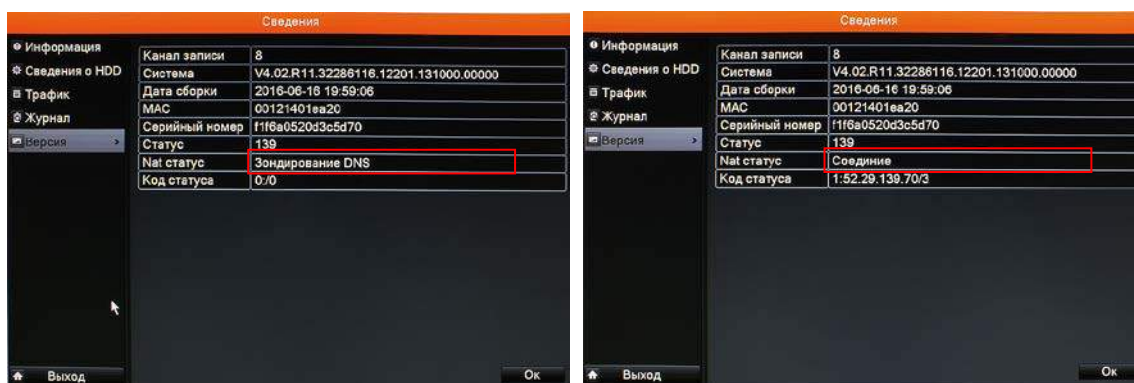 Сведения
Информация
Сведения о HDD
Трафик
Журнал
Версия
Канал записи 8
Система V4.02.R11.32286116.12201.131000.00000
Дата сборки 2016-06-16 19:59:06
MAC 00121401ea20
Серийный номер f1f6a0520d3c5d70
Статус 139
Nat статус Зондирование DNS
Код статуса 0:/0
Выход Ок
Сведения
Информация
Сведения о HDD
Трафик
Журнал
Версия
Канал записи 8
Система V4.02.R11.32286116.12201.131000.00000
Дата сборки 2016-06-16 19:59:06
MAC 00121401ea20
Серийный номер f1f6a0520d3c5d70
Статус 139
Nat статус Соединие
Код статуса 1:52.29.139.70/3
Выход Ок